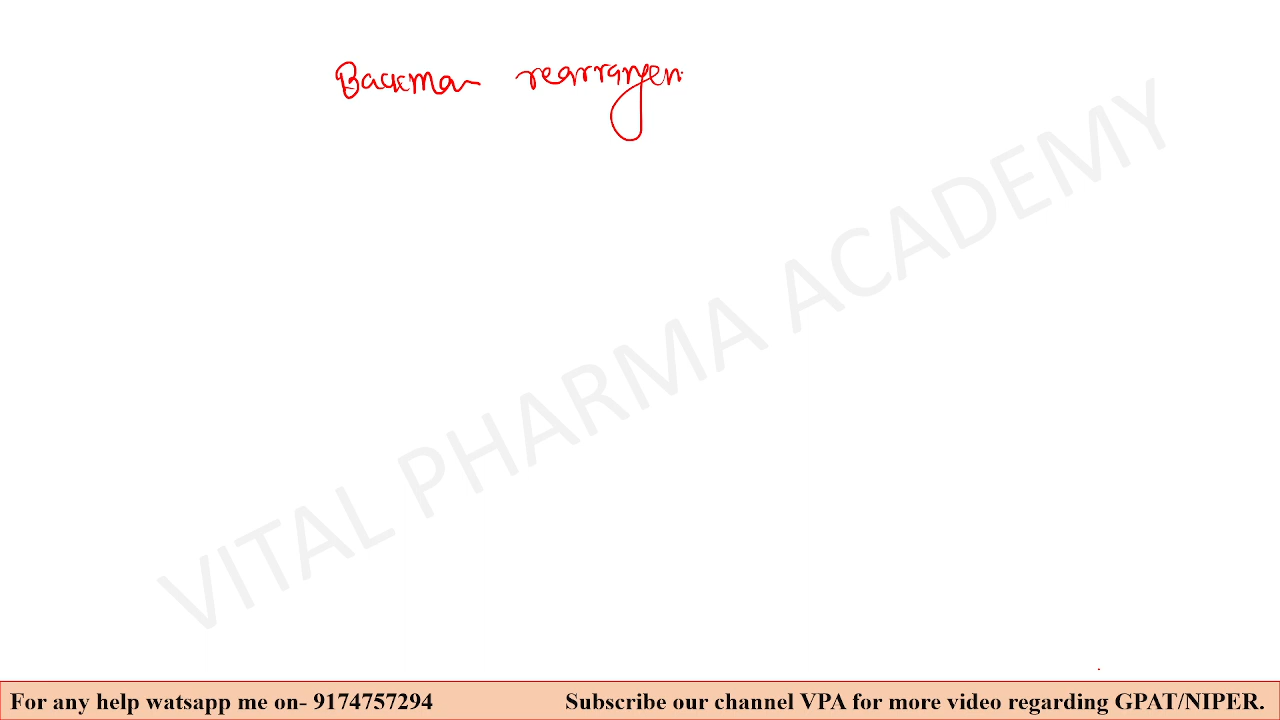 Backman rearrangen
VITAL PHARMA ACADEMY
For any help watsapp me on- 9174757294 Subscribe our channel VPA for more video regarding GPAT/NIPER.